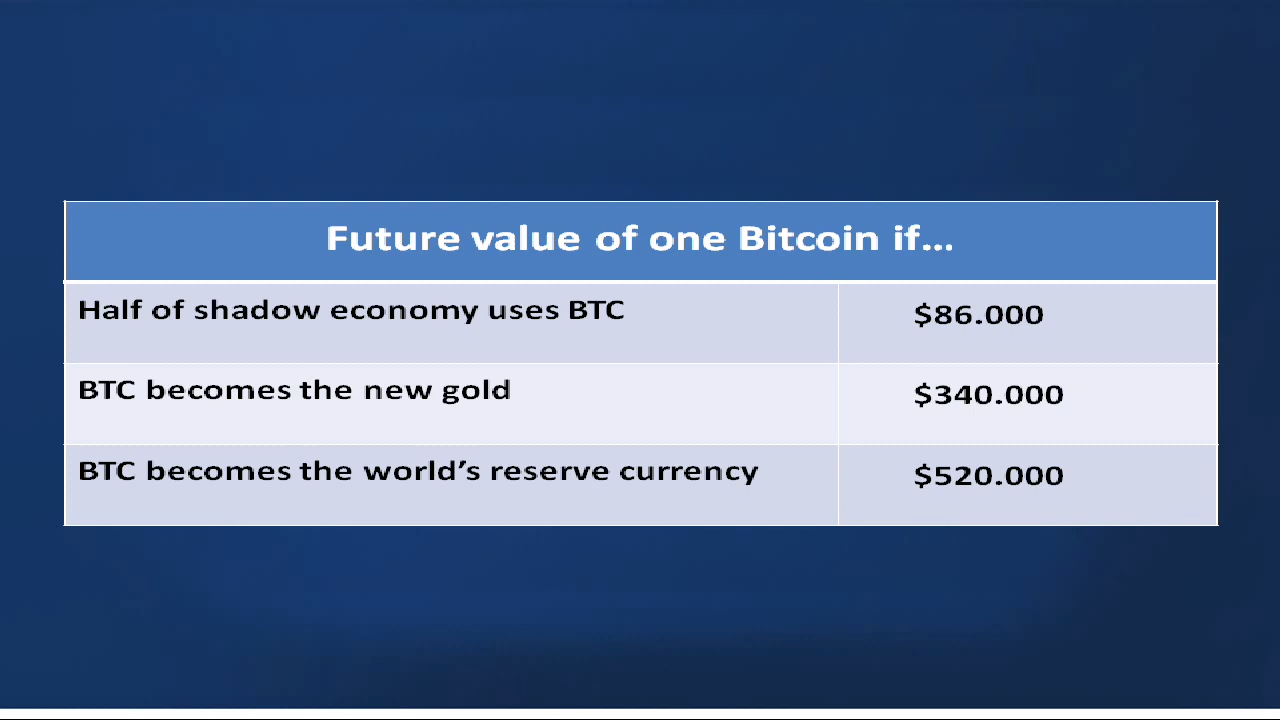 Future value of one Bitcoin if...
Half of shadow economy uses BTC $86.000
BTC becomes the new gold $340.000
BTC becomes the world’s reserve currency $520.000